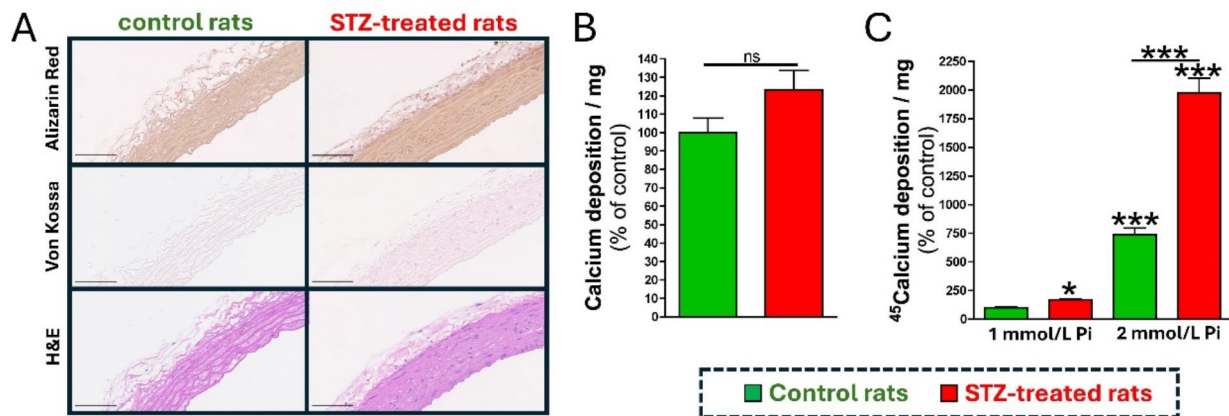 A
control rats
STZ-treated rats
Alizarin Red
Von Kossa
H&E
B
Calcium deposition / mg
(% of control)
140
130
120
110
100
90
80
70
60
50
40
30
20
10
0
ns
C
45Calcium deposition / mg
(% of control)
2250
2000
1750
1500
1250
1000
750
500
250
0
*
***
***
***
1 mmol/L Pi
2 mmol/L Pi
Control rats
STZ-treated rats